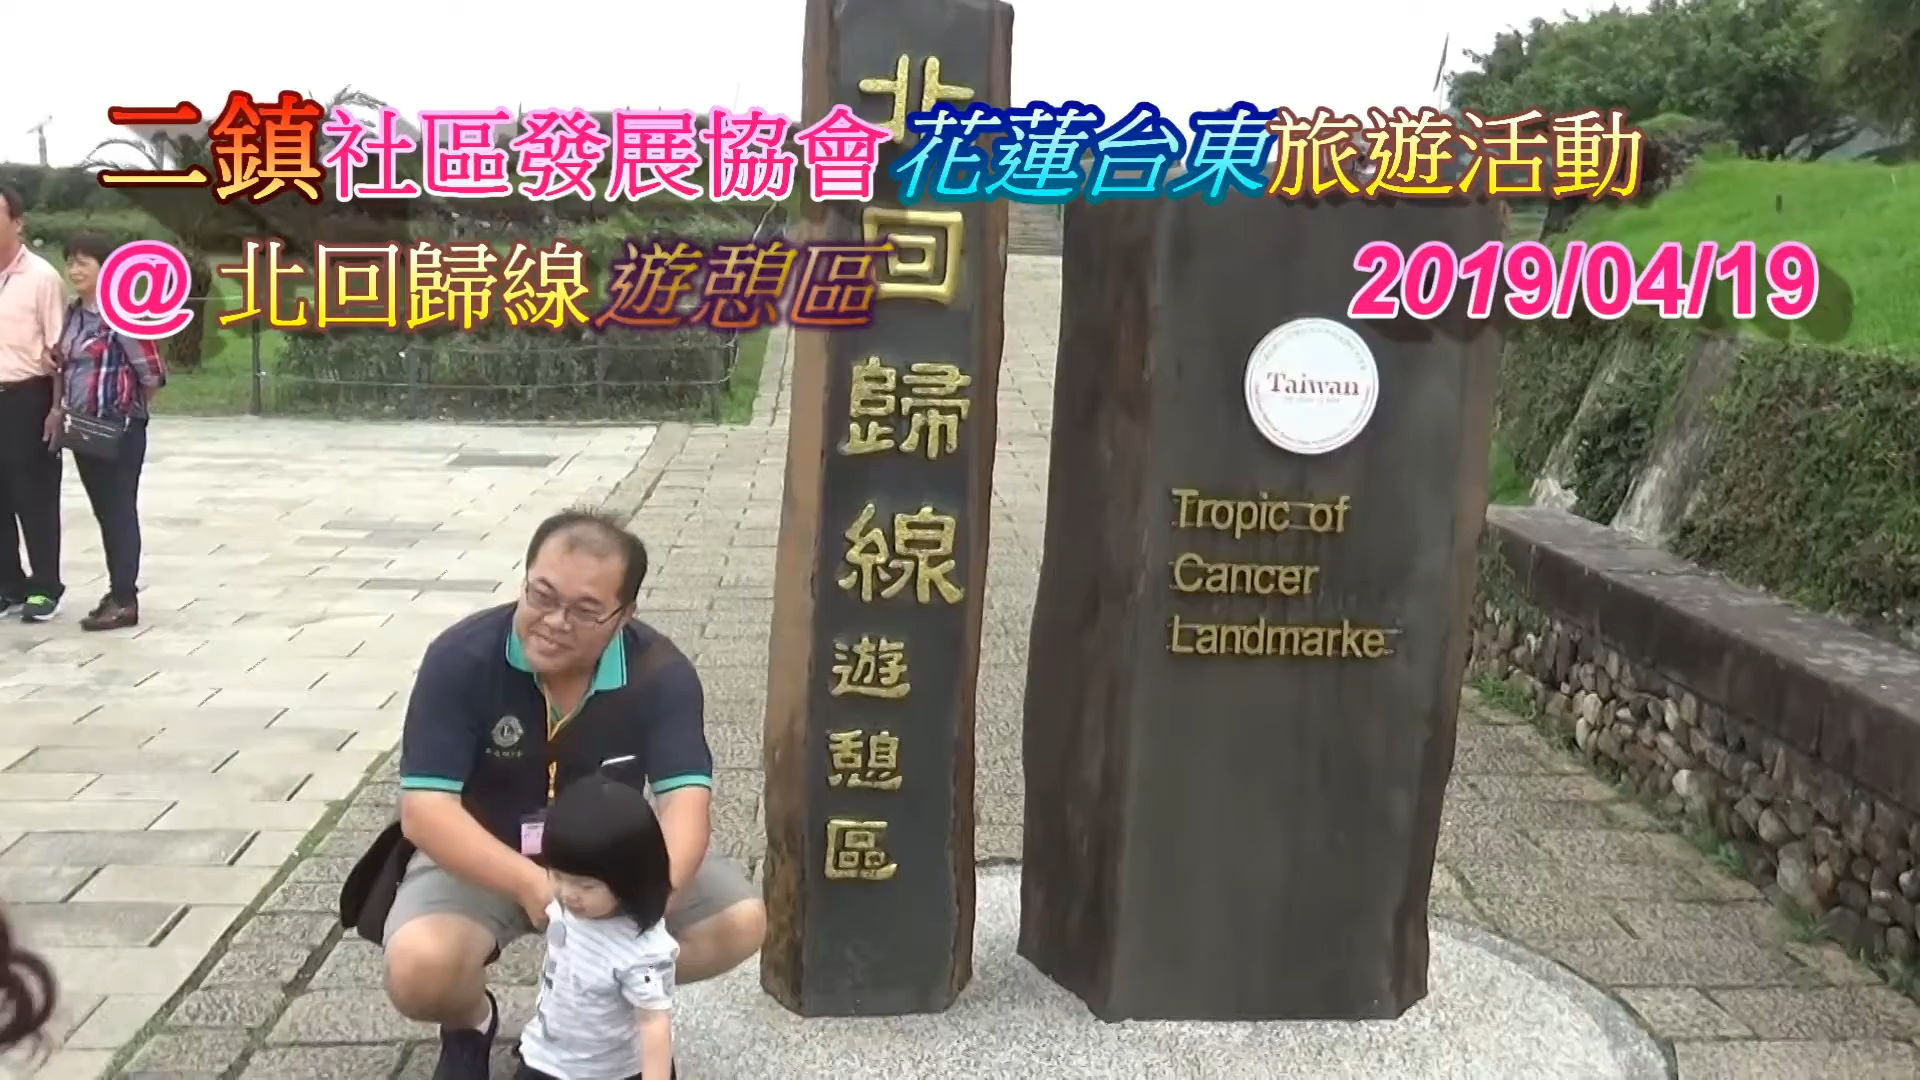 二鎮社區發展協會花蓮台東旅遊活動
@ 北回歸線遊憩區 2019/04/19
北回歸線遊憩區
Taiwan
Tropic of
Cancer
Landmarke